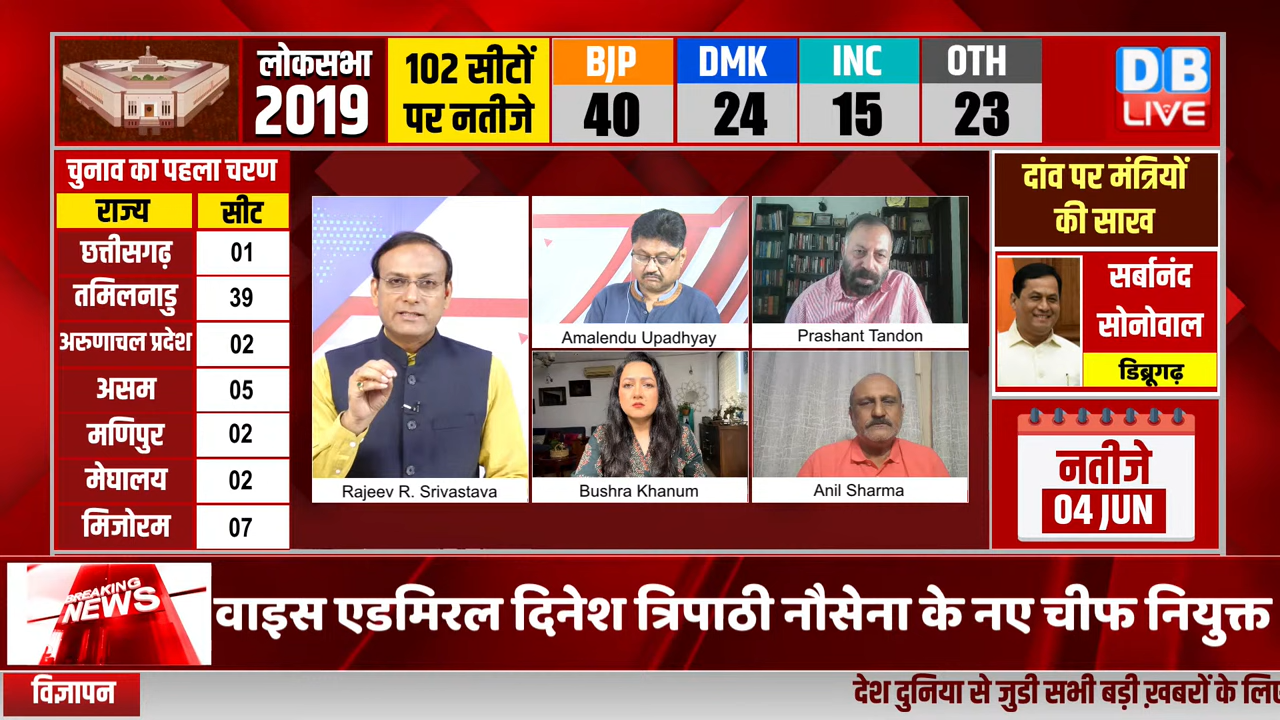 लोकसभा
2019
102 सीटों
पर नतीजे
BJP
40
DMK
24
INC
15
OTH
23
DB
LIVE
चुनाव का पहला चरण
राज्य सीट
छत्तीसगढ़ 01
तमिलनाडु 39
अरुणाचल प्रदेश 02
असम 05
मणिपुर 02
मेघालय 02
मिजोरम 07
Rajeev R. Srivastava
Amalendu Upadhyay
Prashant Tandon
Bushra Khanum
Anil Sharma
दांव पर मंत्रियों
की साख
सर्बानंद
सोनोवाल
डिब्रूगढ़
नतीजे
04 JUN
BREAKING
NEWS
वाइस एडमिरल दिनेश त्रिपाठी नौसेना के नए चीफ नियुक्त
विज्ञापन
देश दुनिया से जुडी सभी बड़ी ख़बरों के लिए